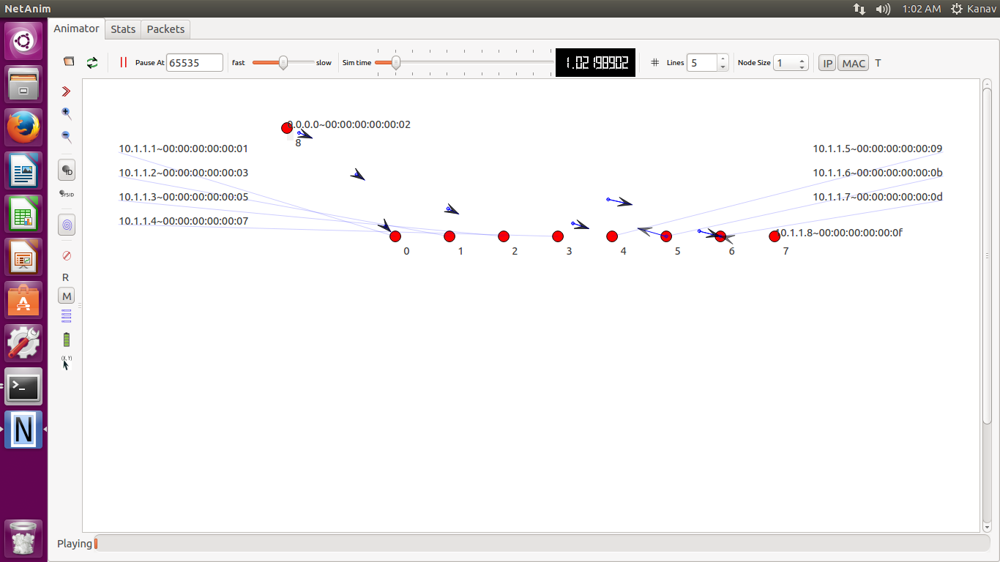 NetAnim
1:02 AM Kanav
Animator Stats Packets
Pause At 65535 fast slow Sim time 1.02198902 Lines 5 Node Size 1 IP MAC T
0.0.0.0~00:00:00:00:00:02
8
10.1.1.1~00:00:00:00:00:01
10.1.1.5~00:00:00:00:00:09
ID
10.1.1.2~00:00:00:00:00:03
10.1.1.6~00:00:00:00:00:0b
SYSID
10.1.1.3~00:00:00:00:00:05
10.1.1.7~00:00:00:00:00:0d
10.1.1.4~00:00:00:00:00:07
10.1.1.8~00:00:00:00:00:0f
0 1 2 3 4 5 6 7
R
M
(X, Y)
>_
N
Playing